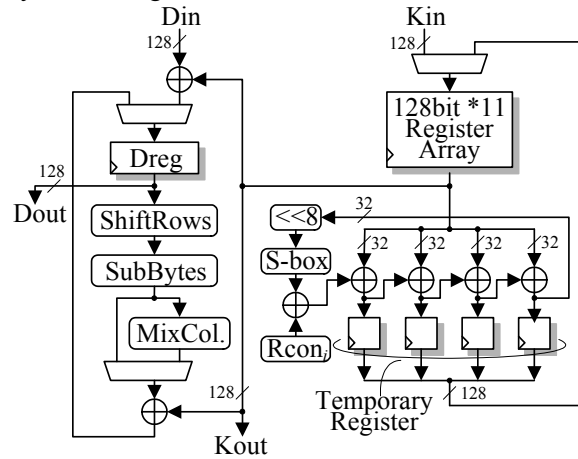 Din
Kin
128
128
128bit *11
Register
Array
Dreg
128
Dout
<<8
32
ShiftRows
32
32
32
32
S-box
SubBytes
MixCol.
Rconi
128
Temporary
Register
128
Kout